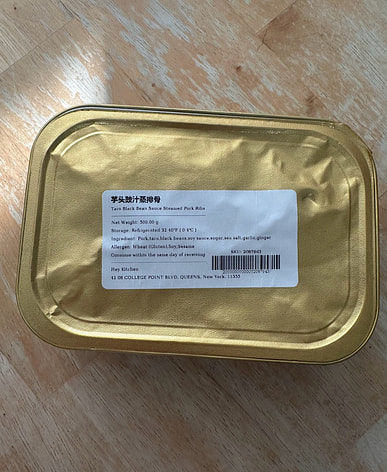 芋头豉汁蒸排骨
Taro Black Bean Sauce Steamed Pork Ribs
Net Weight: 500.00 g
Storage: Refrigerated 32-40°F ( 0-4℃ )
Ingredient: Pork,taro,black beans,soy sauce,sugar,sea salt,garlic,ginger
Allergen: Wheat (Gluten),Soy,Sesame
Consume within the same day of receiving
SKU: 2087843
Hay Kitchen
41-08 COLLEGE POINT BLVD, QUEENS, New York, 11355